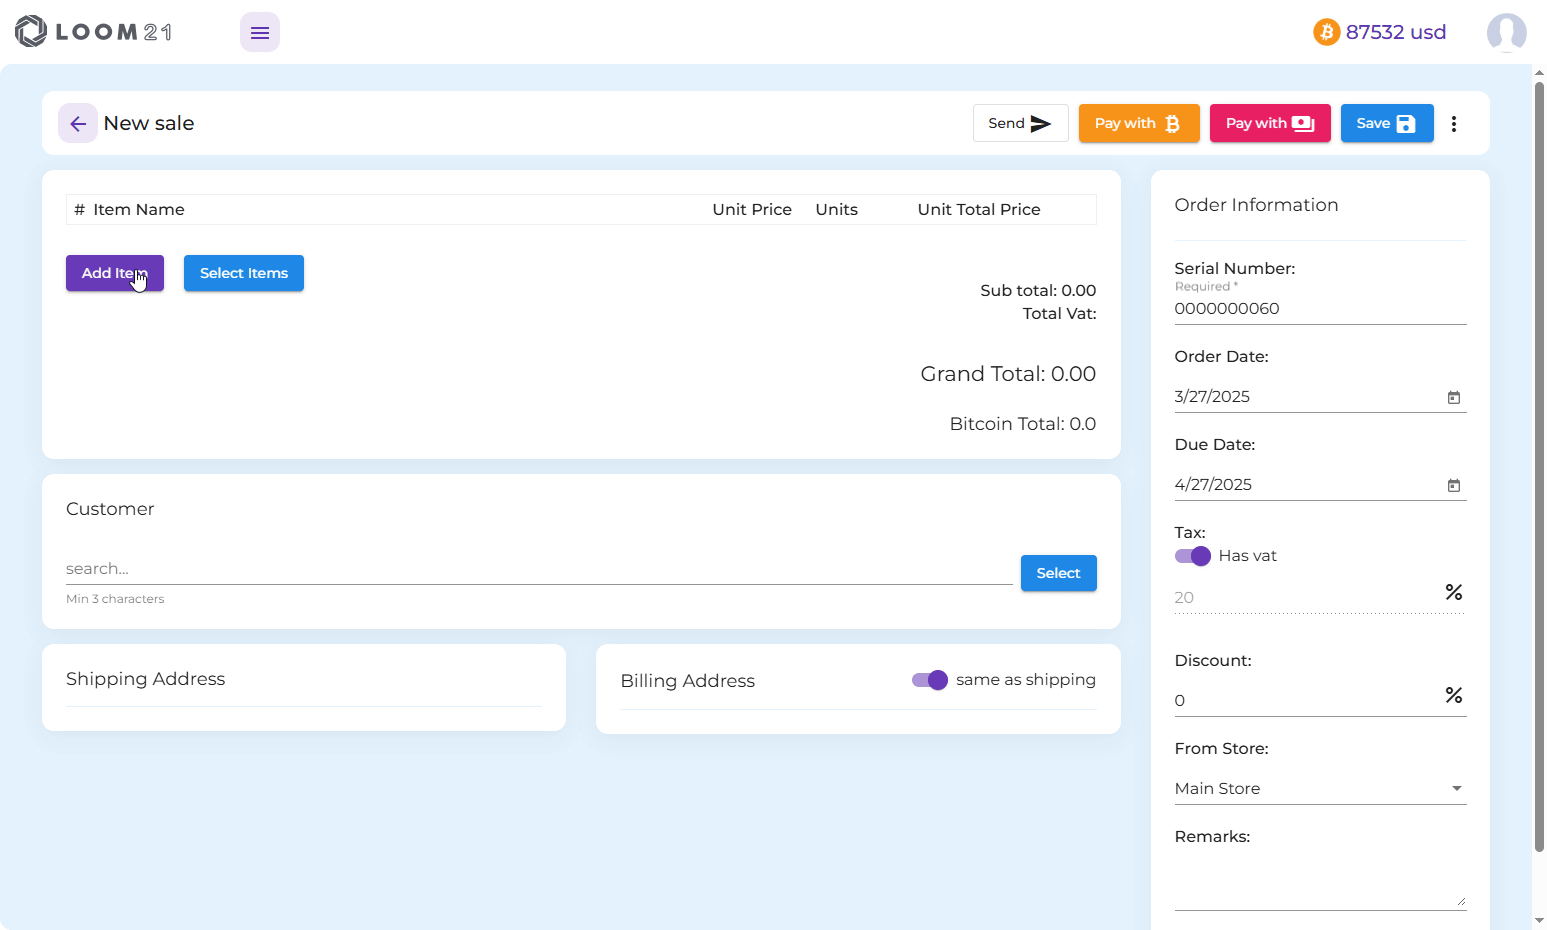 LOOM21
87532 usd
New sale
Send
Pay with
Pay with
Save
# Item Name Unit Price Units Unit Total Price
Add Item
Select Items
Sub total: 0.00
Total Vat:
Grand Total: 0.00
Bitcoin Total: 0.0
Customer
search...
Select
Min 3 characters
Shipping Address
Billing Address
same as shipping
Order Information
Serial Number:
Required *
0000000060
Order Date:
3/27/2025
Due Date:
4/27/2025
Tax:
Has vat
20 %
Discount:
0 %
From Store:
Main Store
Remarks: